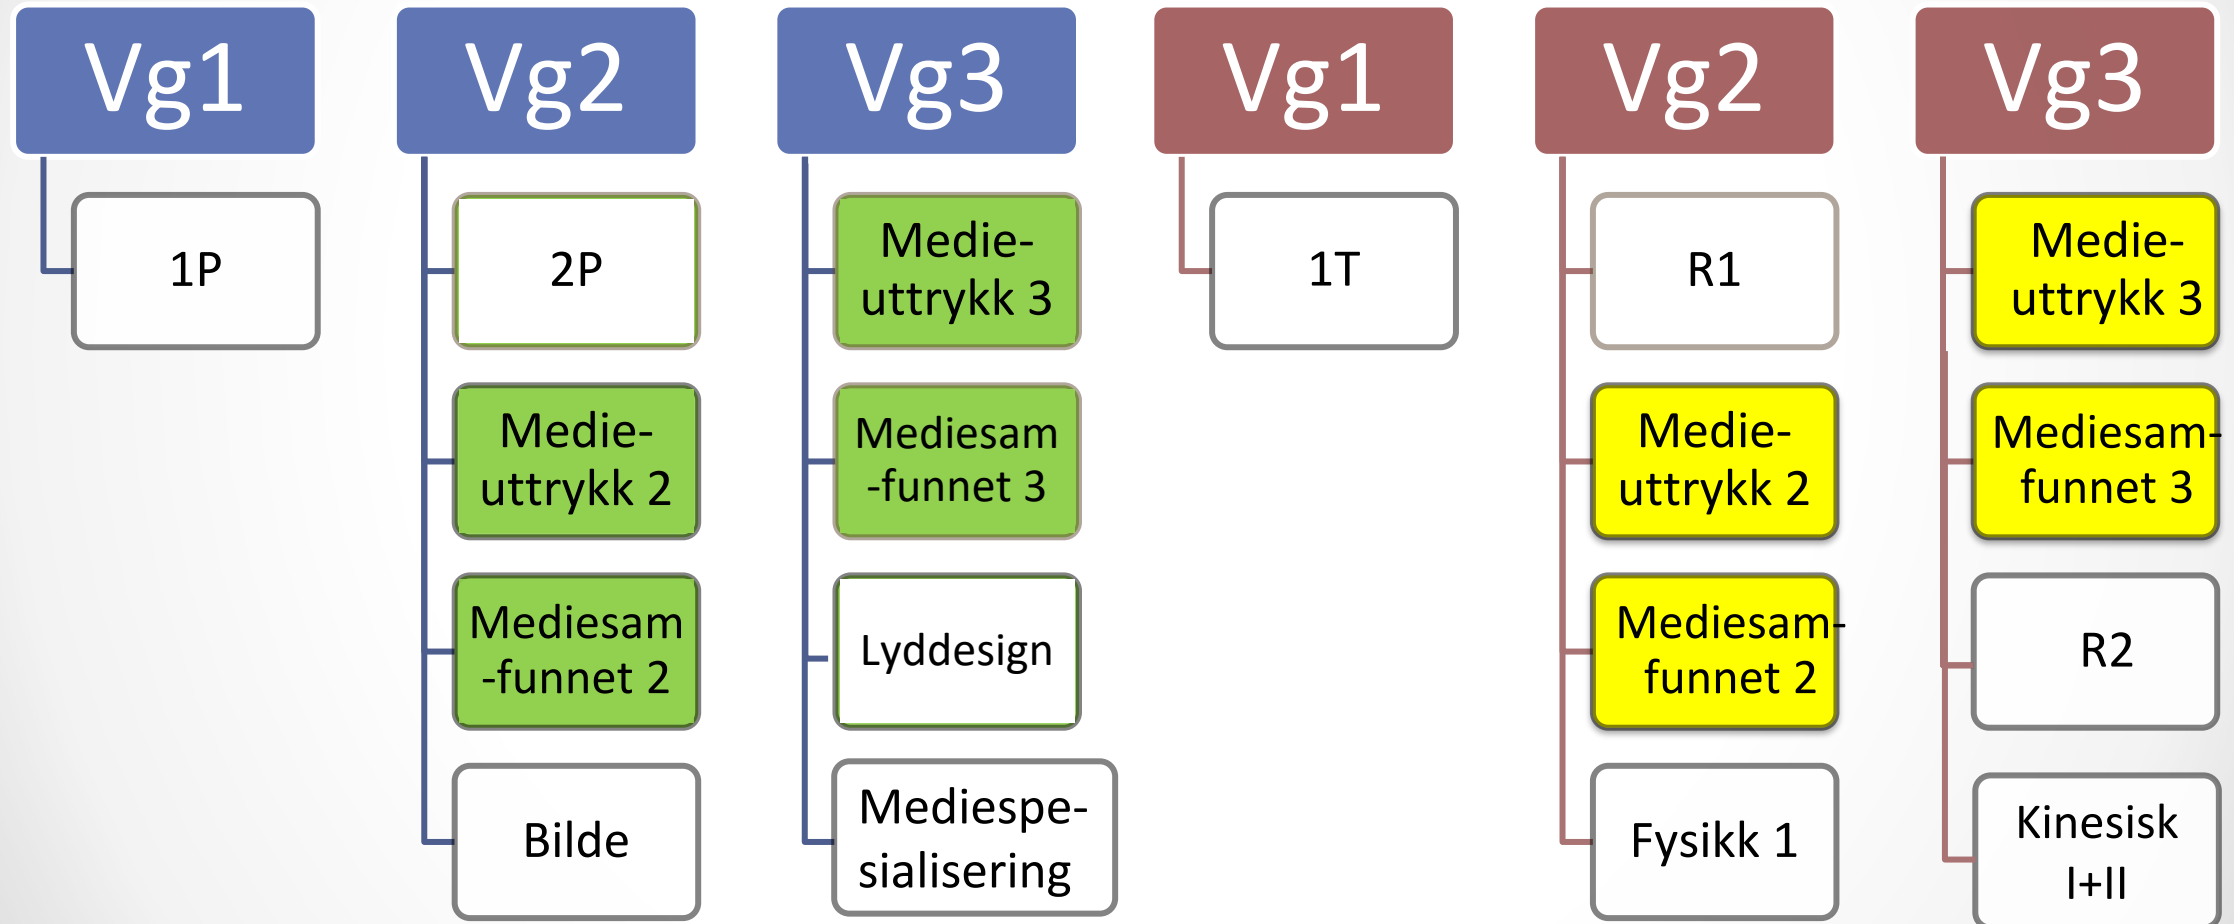 Vg1
1P
Vg2
2P
Medie-
uttrykk 2
Mediesam
-funnet 2
Bilde
Vg3
Medie-
uttrykk 3
Mediesam
-funnet 3
Lyddesign
Mediespe-
sialisering
Vg1
1T
Vg2
R1
Medie-
uttrykk 2
Mediesam-
funnet 2
Fysikk 1
Vg3
Medie-
uttrykk 3
Mediesam-
funnet 3
R2
Kinesisk
I+II